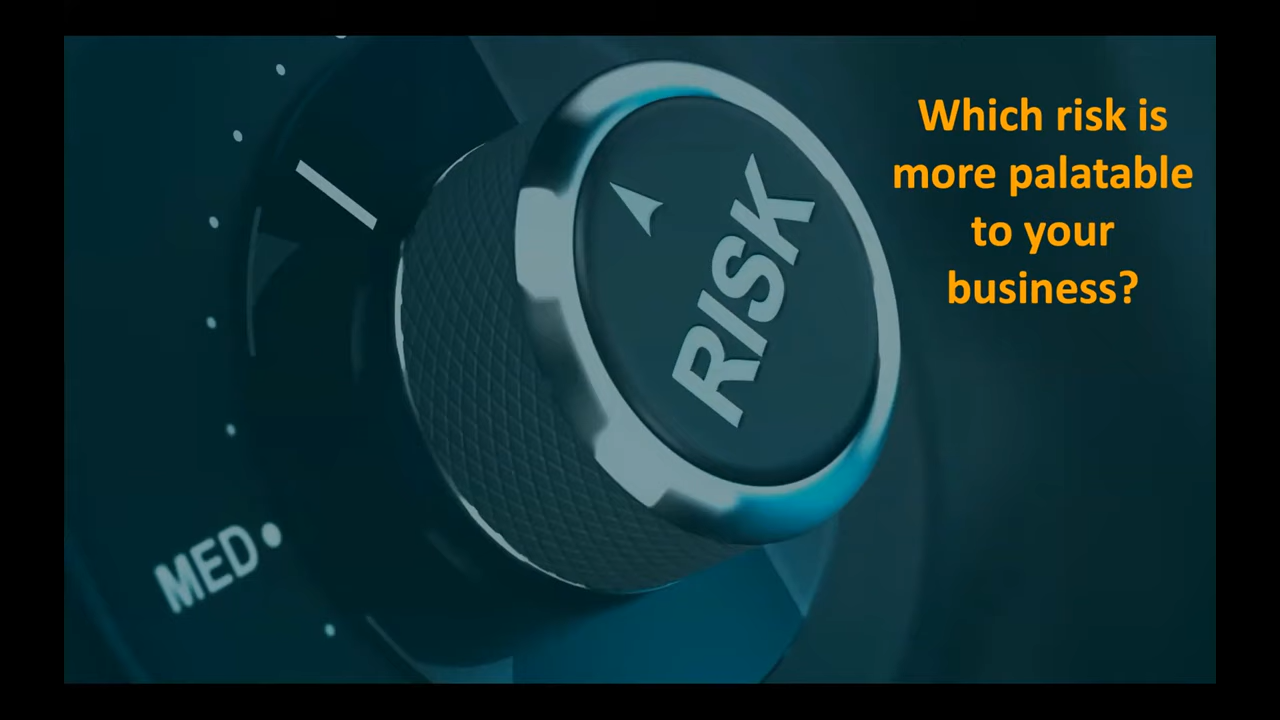 Which risk is
more palatable
to your
business?
RISK
MED